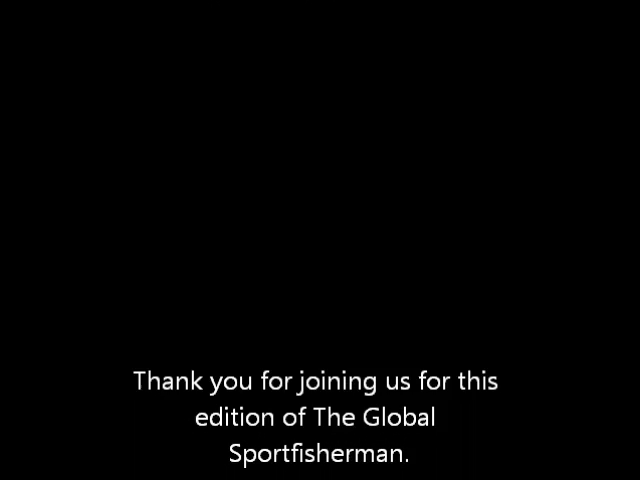 Thank you for joining us for this
edition of The Global
Sportfisherman.